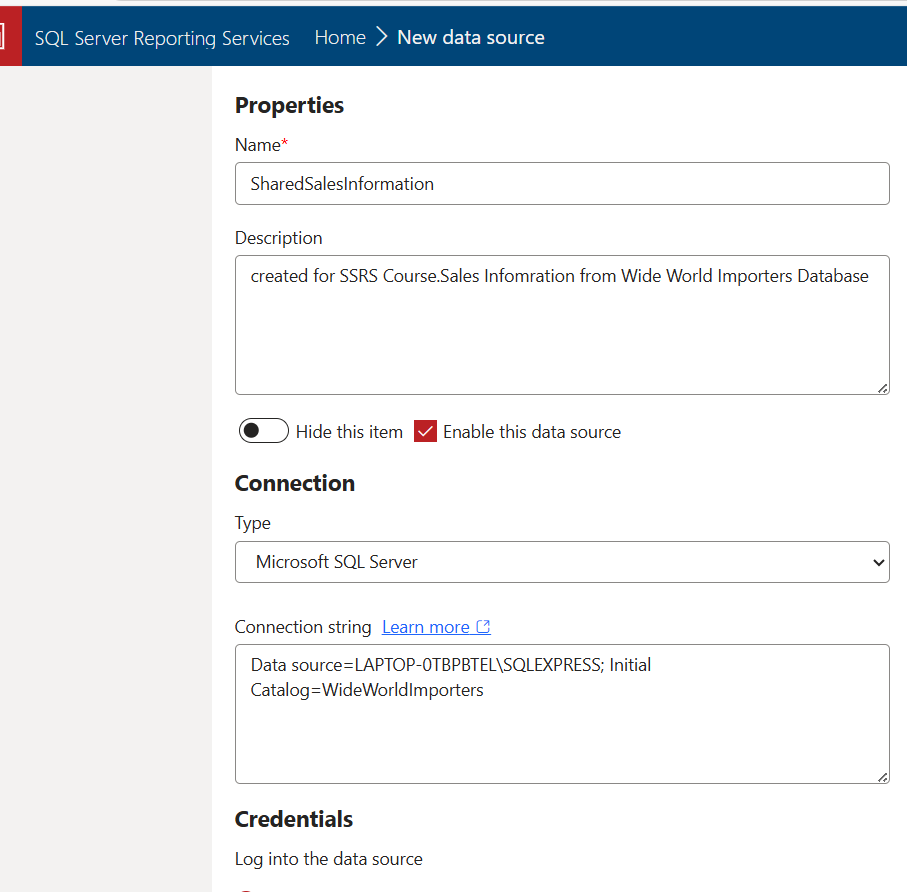 SQL Server Reporting Services Home > New data source
Properties
Name*
SharedSalesInformation
Description
created for SSRS Course.Sales Infomration from Wide World Importers Database
Hide this item Enable this data source
Connection
Type
Microsoft SQL Server
Connection string Learn more
Data source=LAPTOP-0TBPBTEL\SQLEXPRESS; Initial
Catalog=WideWorldImporters
Credentials
Log into the data source